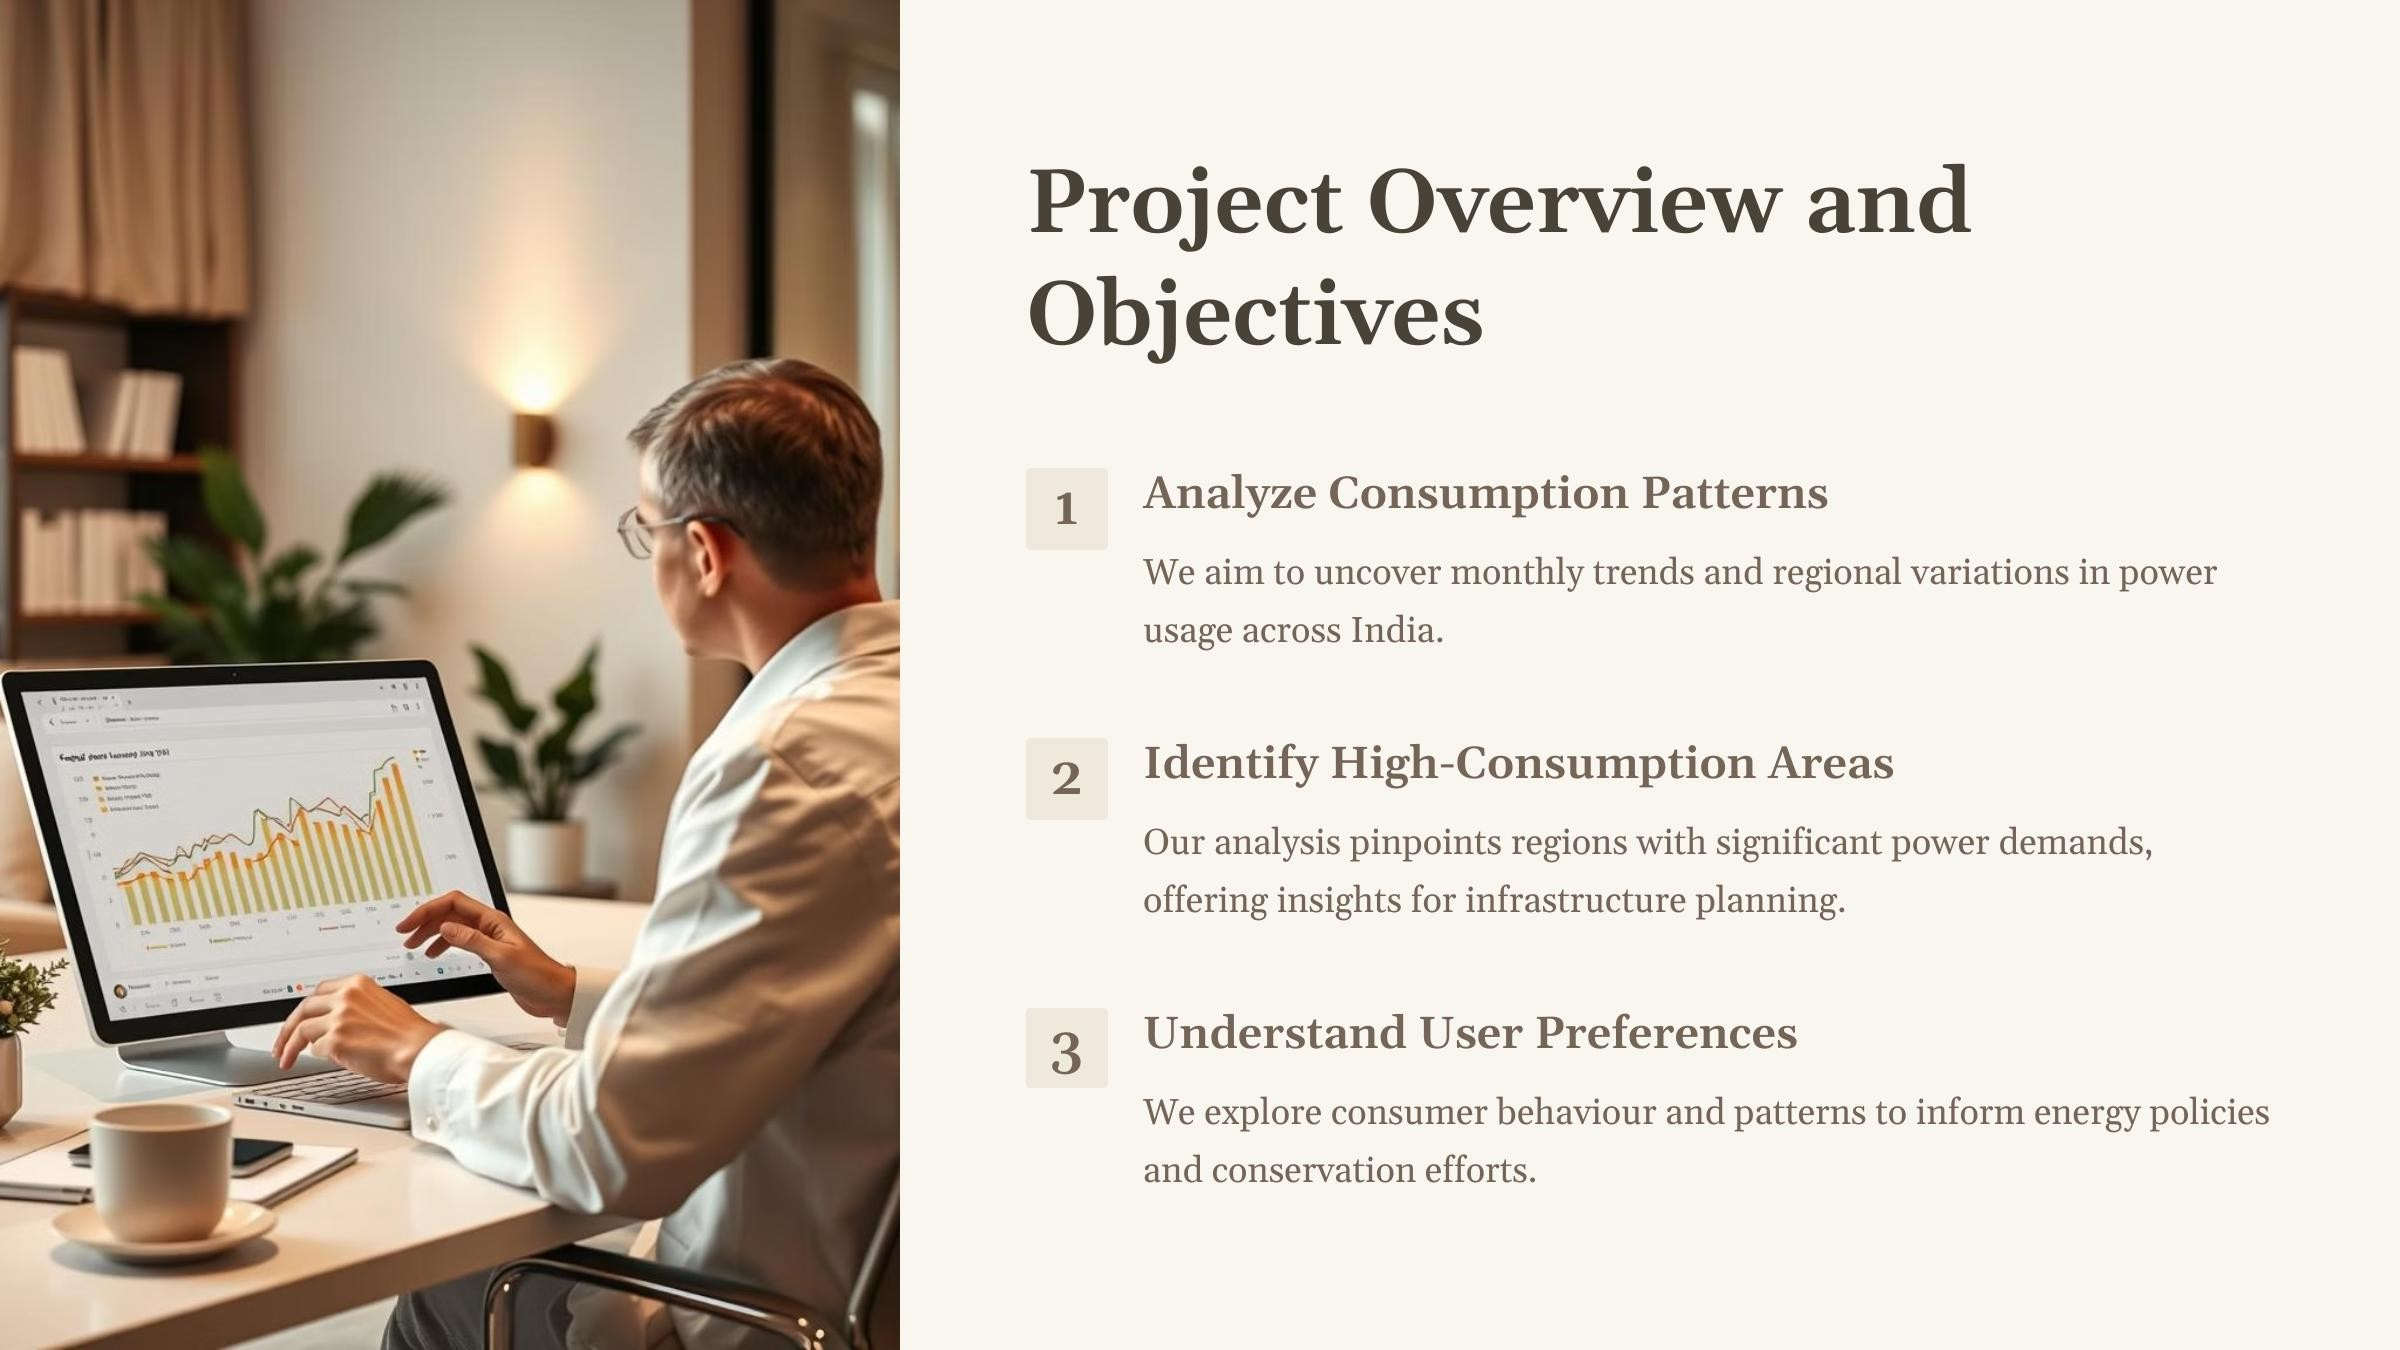 Project Overview and
Objectives
1
Analyze Consumption Patterns
We aim to uncover monthly trends and regional variations in power
usage across India.
2
Identify High-Consumption Areas
Our analysis pinpoints regions with significant power demands,
offering insights for infrastructure planning.
3
Understand User Preferences
We explore consumer behaviour and patterns to inform energy policies
and conservation efforts.